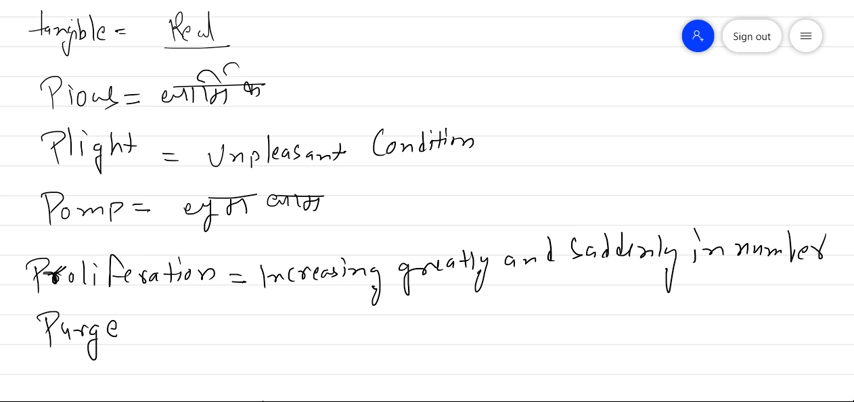 tangible = Real
Sign out
Pious = धार्मिक
Plight = Unpleasant Condition
Pomp = धूम धाम
Proliferation = Increasing greatly and Suddenly in number
Purge